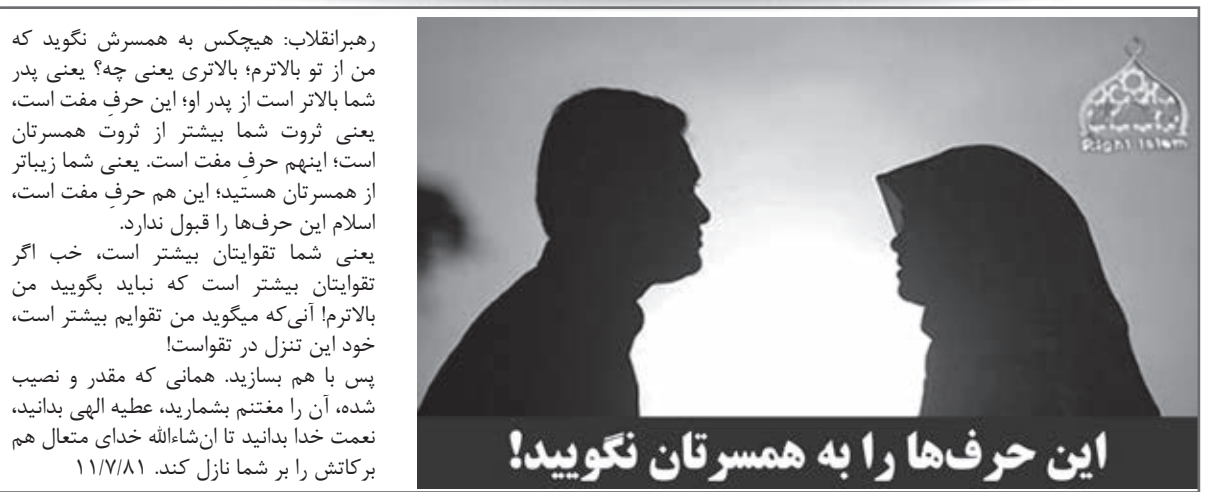 رهبرانقلاب: هیچکس به همسرش نگوید که
من از تو بالاترم؛ بالاتری یعنی چه؟ یعنی پدر
شما بالاتر است از پدر او؛ این حرفِ مفت است،
یعنی ثروت شما بیشتر از ثروت همسرتان
است؛ اینهم حرفِ مفت است. یعنی شما زیباتر
از همسرتان هستید؛ این هم حرفِ مفت است،
اسلام این حرف‌ها را قبول ندارد.
یعنی شما تقوایتان بیشتر است، خب اگر
تقوایتان بیشتر است که نباید بگویید من
بالاترم! آنی‌که میگوید من تقوایم بیشتر است،
خود این تنزل در تقواست!
پس با هم بسازید. همانی که مقدر و نصیب
شده، آن را مغتنم بشمارید، عطیه الهی بدانید،
نعمت خدا بدانید تا ان‌شاءالله خدای متعال هم
برکاتش را بر شما نازل کند. ۱۱/۷/۸۱
Right Islam
این حرف‌ها را به همسرتان نگویید!